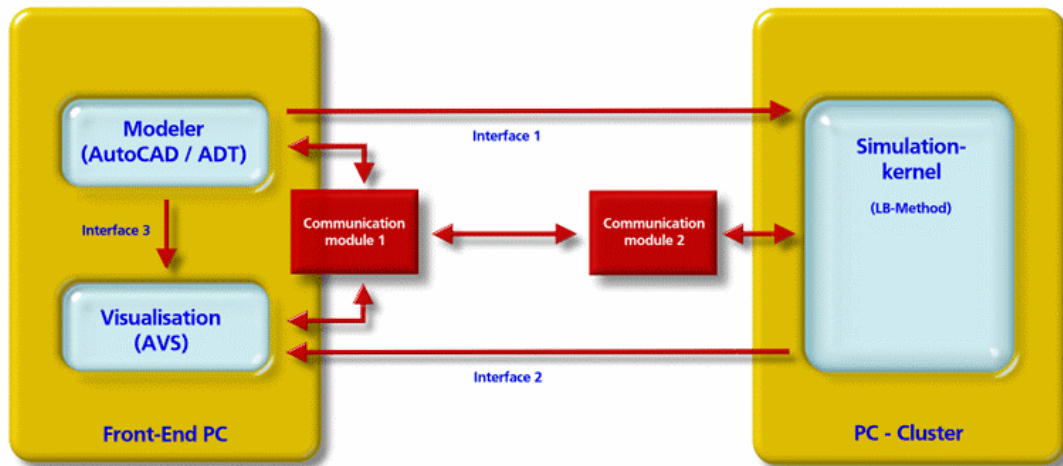 Modeler
(AutoCAD / ADT)
Interface 1
Simulation-
kernel
(LB-Method)
Communication
module 1
Communication
module 2
Interface 3
Visualisation
(AVS)
Interface 2
Front-End PC
PC - Cluster